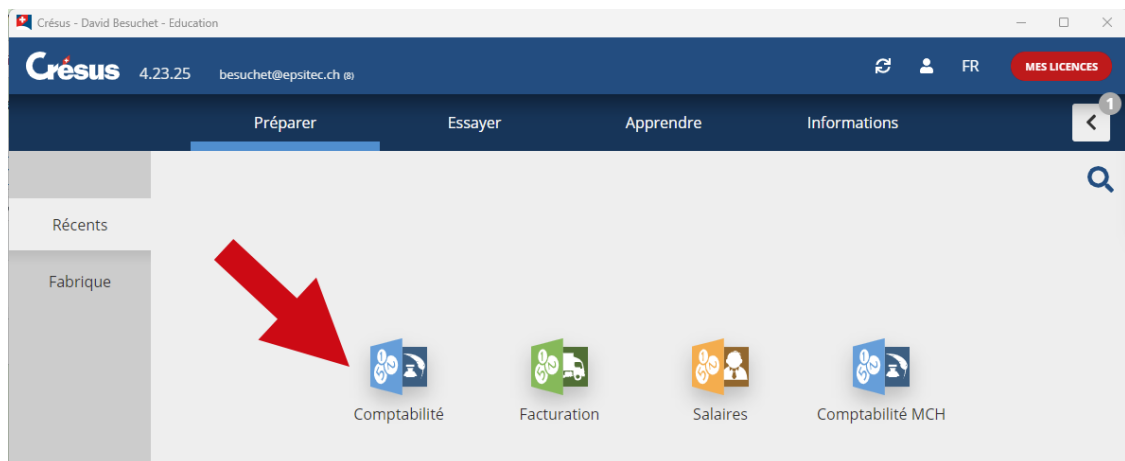 Crésus - David Besuchet - Education
Crésus 4.23.25 besuchet@epsitec.ch (8) FR MES LICENCES
1
Préparer Essayer Apprendre Informations
Récents
Fabrique
Comptabilité Facturation Salaires Comptabilité MCH